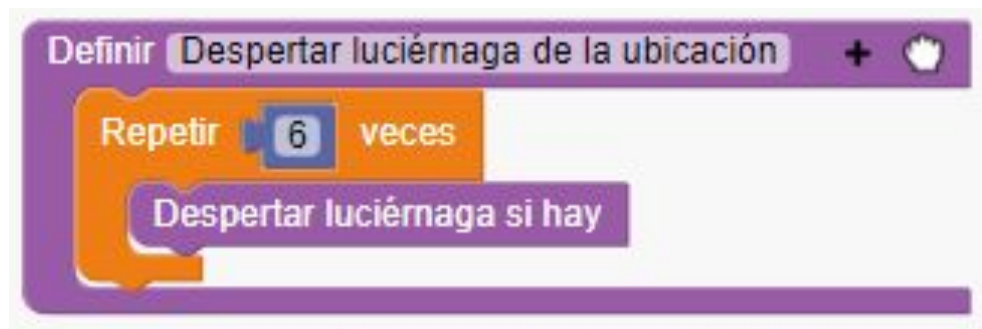 Definir Despertar luciérnaga de la ubicación +
Repetir 6 veces
Despertar luciérnaga si hay